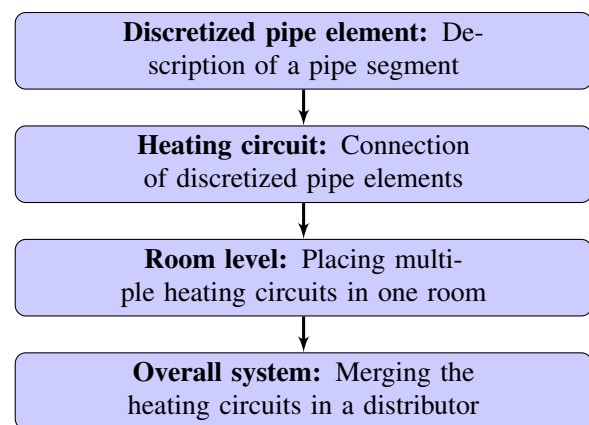 Discretized pipe element: De-
scription of a pipe segment
Heating circuit: Connection
of discretized pipe elements
Room level: Placing multi-
ple heating circuits in one room
Overall system: Merging the
heating circuits in a distributor